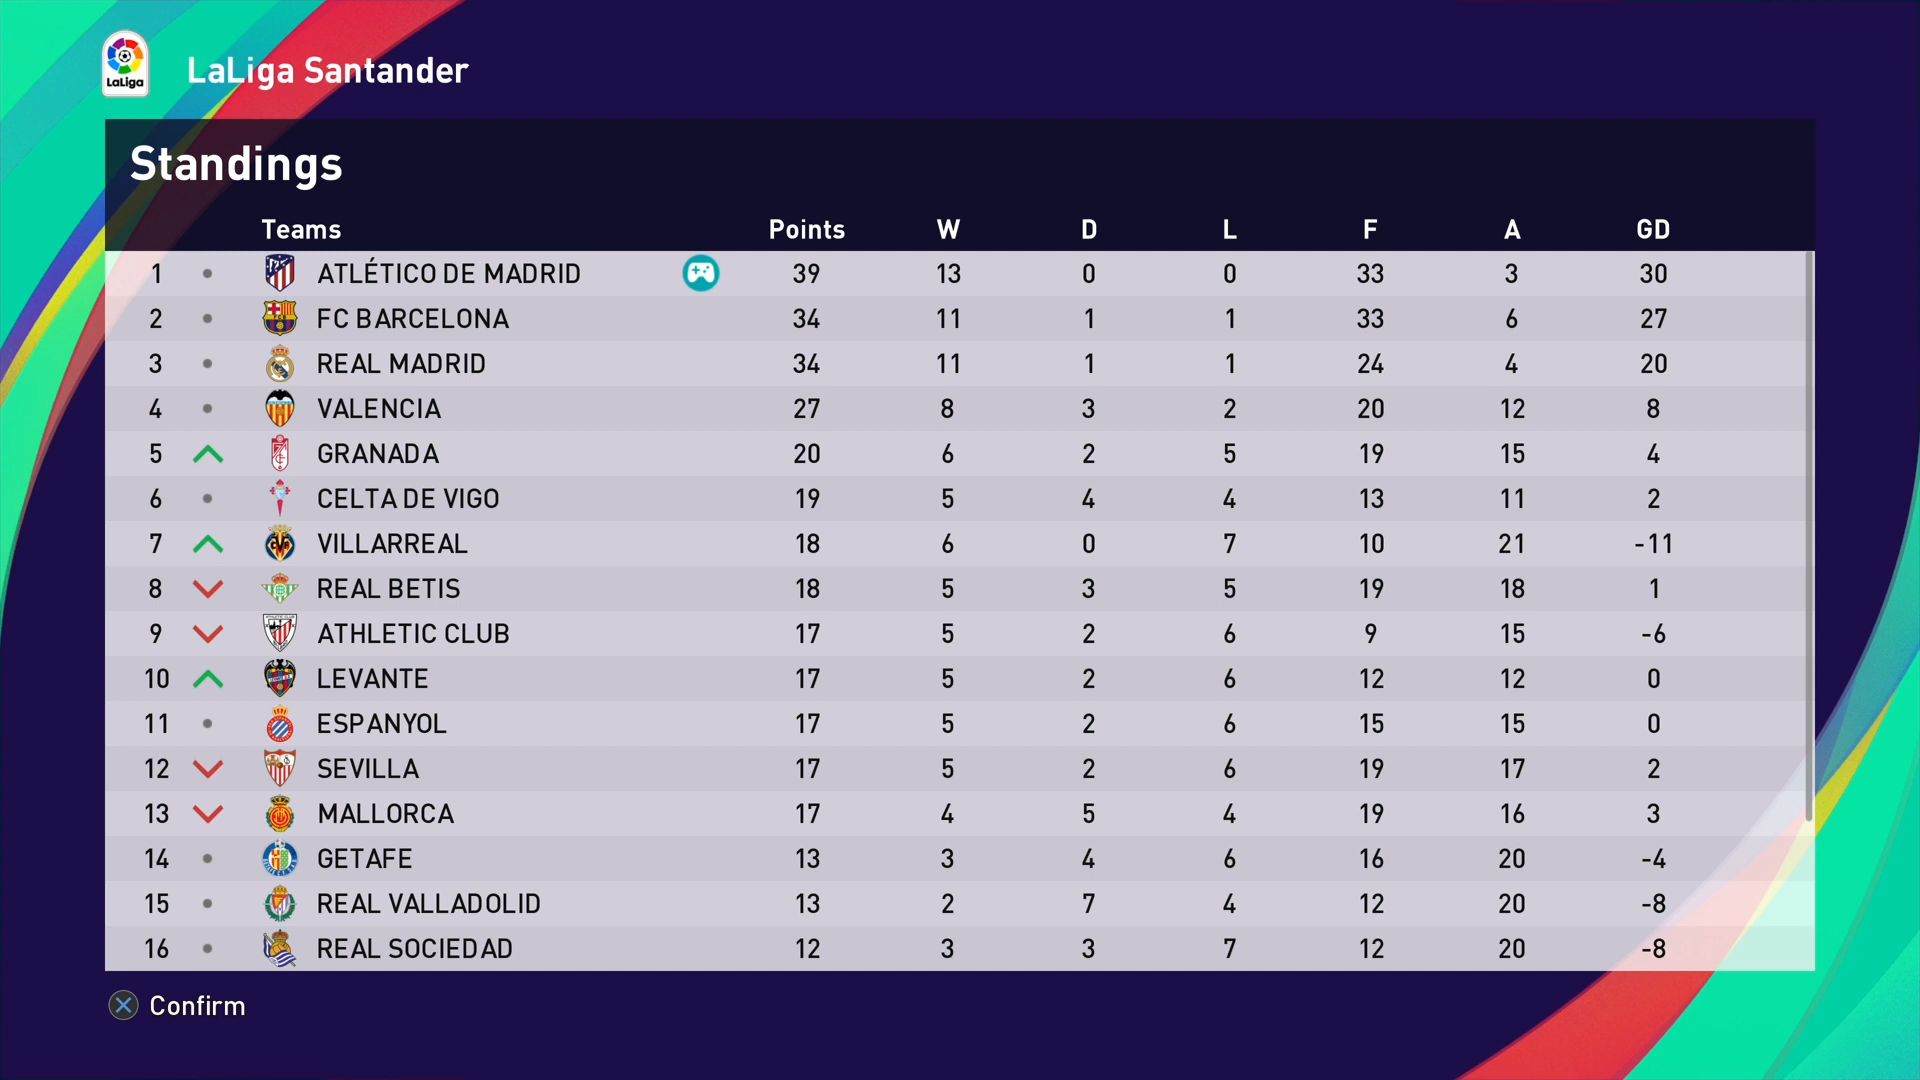 LaLiga
LaLiga Santander
Standings
Teams Points W D L F A GD
1 ATLÉTICO DE MADRID 39 13 0 0 33 3 30
2 FC BARCELONA 34 11 1 1 33 6 27
3 REAL MADRID 34 11 1 1 24 4 20
4 VALENCIA 27 8 3 2 20 12 8
5 GRANADA 20 6 2 5 19 15 4
6 CELTA DE VIGO 19 5 4 4 13 11 2
7 VILLARREAL 18 6 0 7 10 21 -11
8 REAL BETIS 18 5 3 5 19 18 1
9 ATHLETIC CLUB 17 5 2 6 9 15 -6
10 LEVANTE 17 5 2 6 12 12 0
11 ESPANYOL 17 5 2 6 15 15 0
12 SEVILLA 17 5 2 6 19 17 2
13 MALLORCA 17 4 5 4 19 16 3
14 GETAFE 13 3 4 6 16 20 -4
15 REAL VALLADOLID 13 2 7 4 12 20 -8
16 REAL SOCIEDAD 12 3 3 7 12 20 -8
Confirm